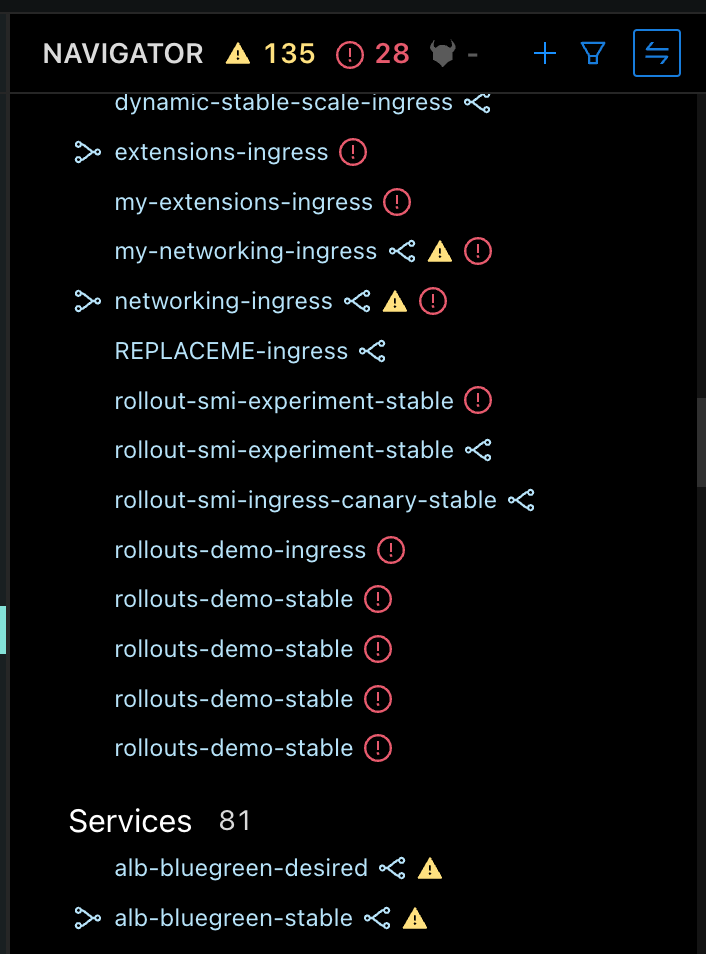 NAVIGATOR 135 28 -
dynamic-stable-scale-ingress
extensions-ingress
my-extensions-ingress
my-networking-ingress
networking-ingress
REPLACEME-ingress
rollout-smi-experiment-stable
rollout-smi-experiment-stable
rollout-smi-ingress-canary-stable
rollouts-demo-ingress
rollouts-demo-stable
rollouts-demo-stable
rollouts-demo-stable
rollouts-demo-stable
Services 81
alb-bluegreen-desired
alb-bluegreen-stable